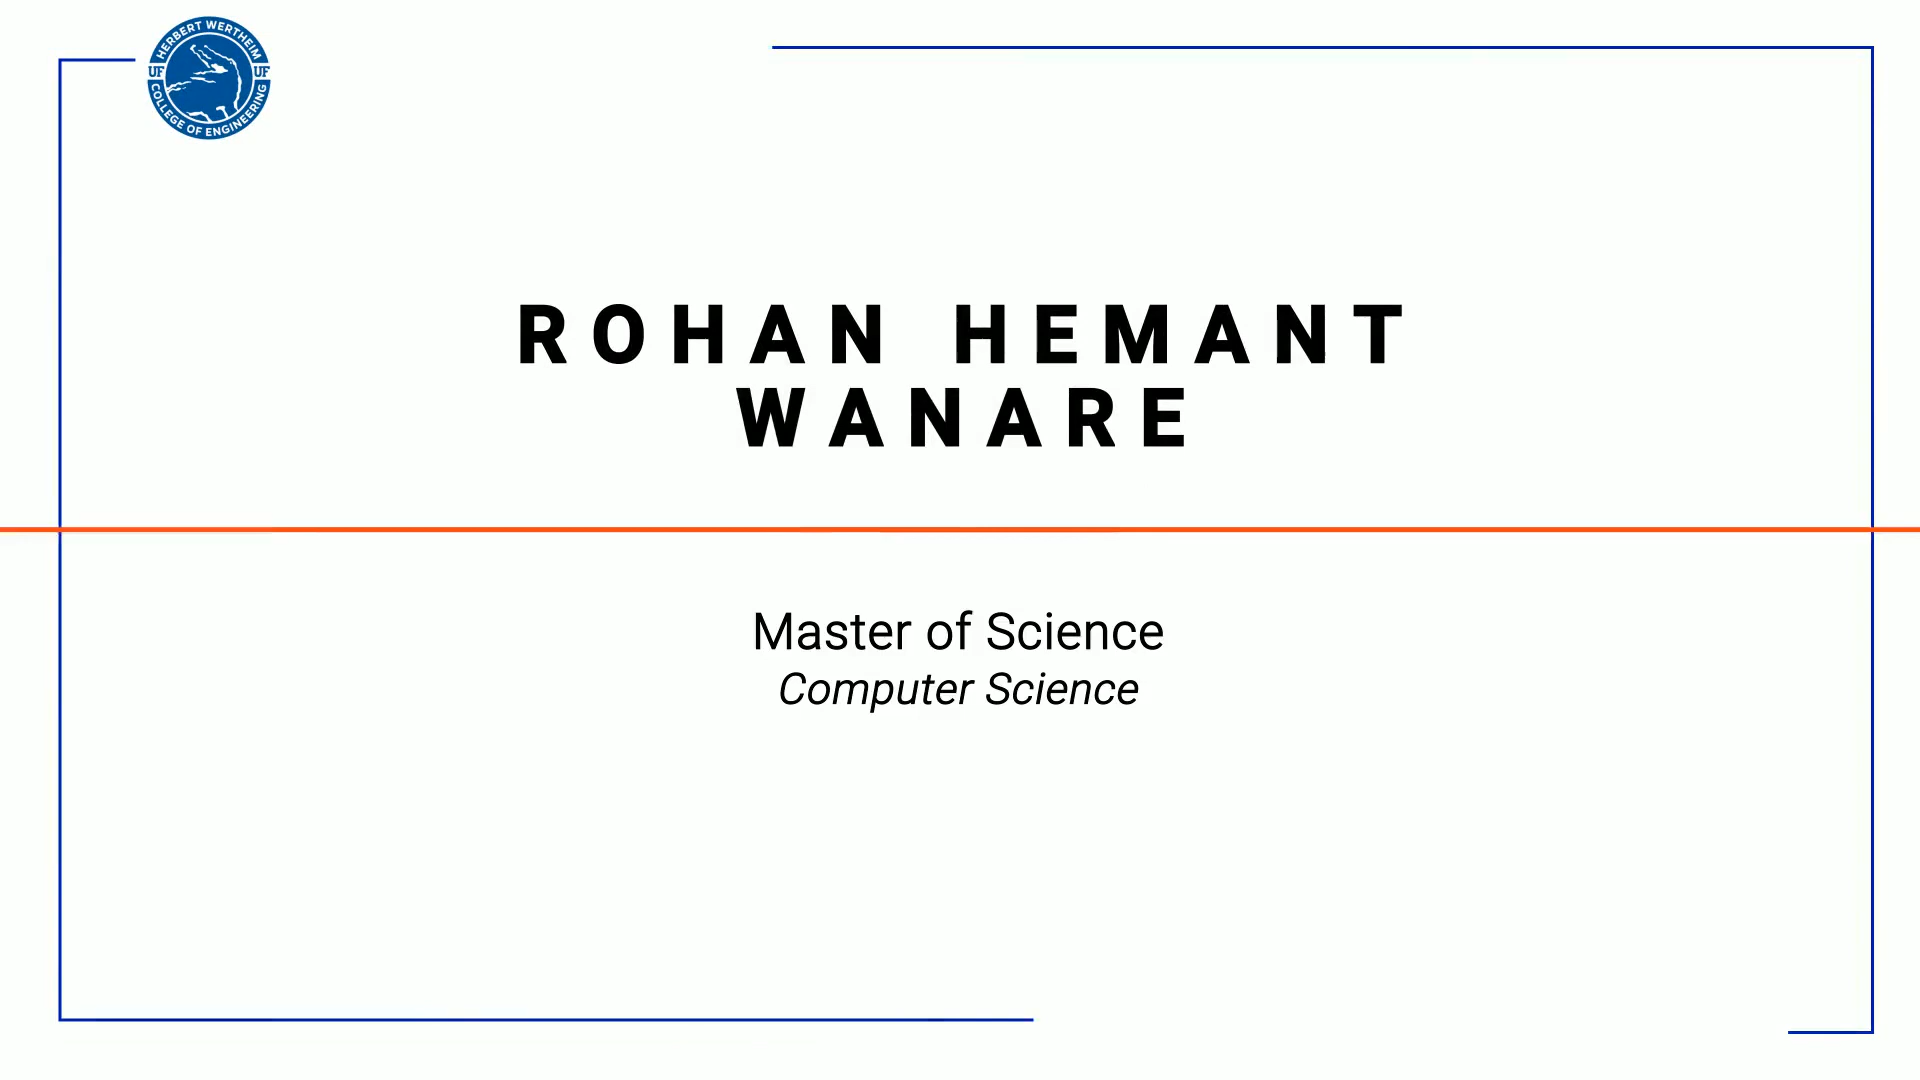 HERBERT WERTHEIM
UF UF
COLLEGE OF ENGINEERING
ROHAN HEMANT
WANARE
Master of Science
Computer Science